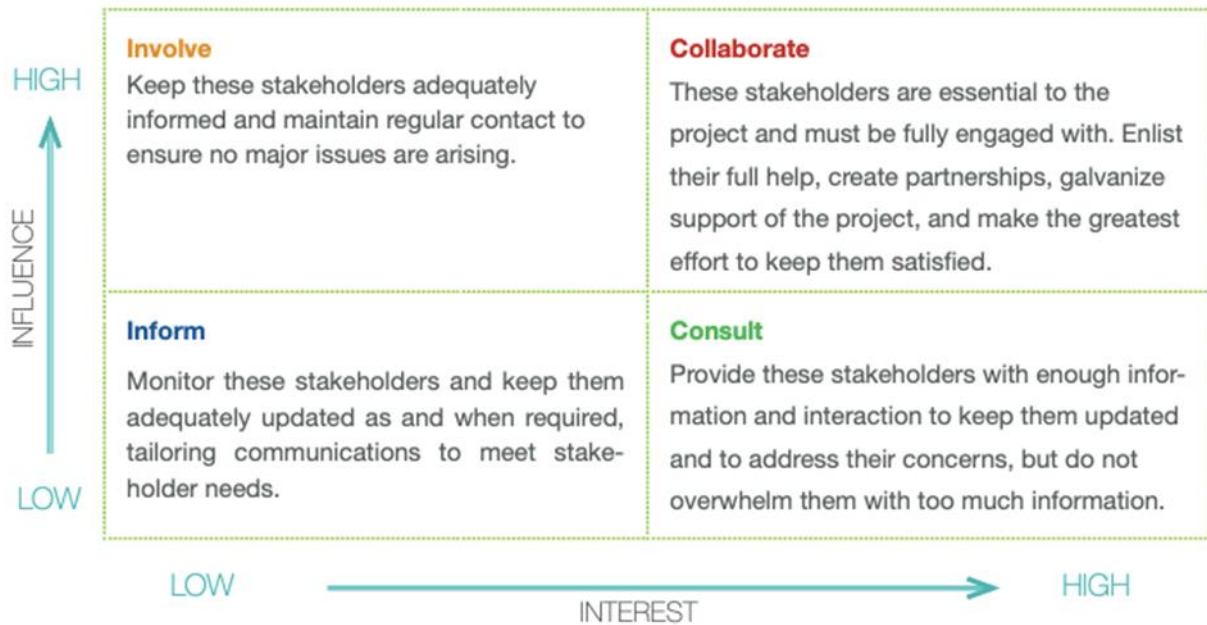 HIGH
INFLUENCE
LOW
Involve
Keep these stakeholders adequately
informed and maintain regular contact to
ensure no major issues are arising.
Collaborate
These stakeholders are essential to the
project and must be fully engaged with. Enlist
their full help, create partnerships, galvanize
support of the project, and make the greatest
effort to keep them satisfied.
Inform
Monitor these stakeholders and keep them
adequately updated as and when required,
tailoring communications to meet stake-
holder needs.
Consult
Provide these stakeholders with enough infor-
mation and interaction to keep them updated
and to address their concerns, but do not
overwhelm them with too much information.
LOW
INTEREST
HIGH